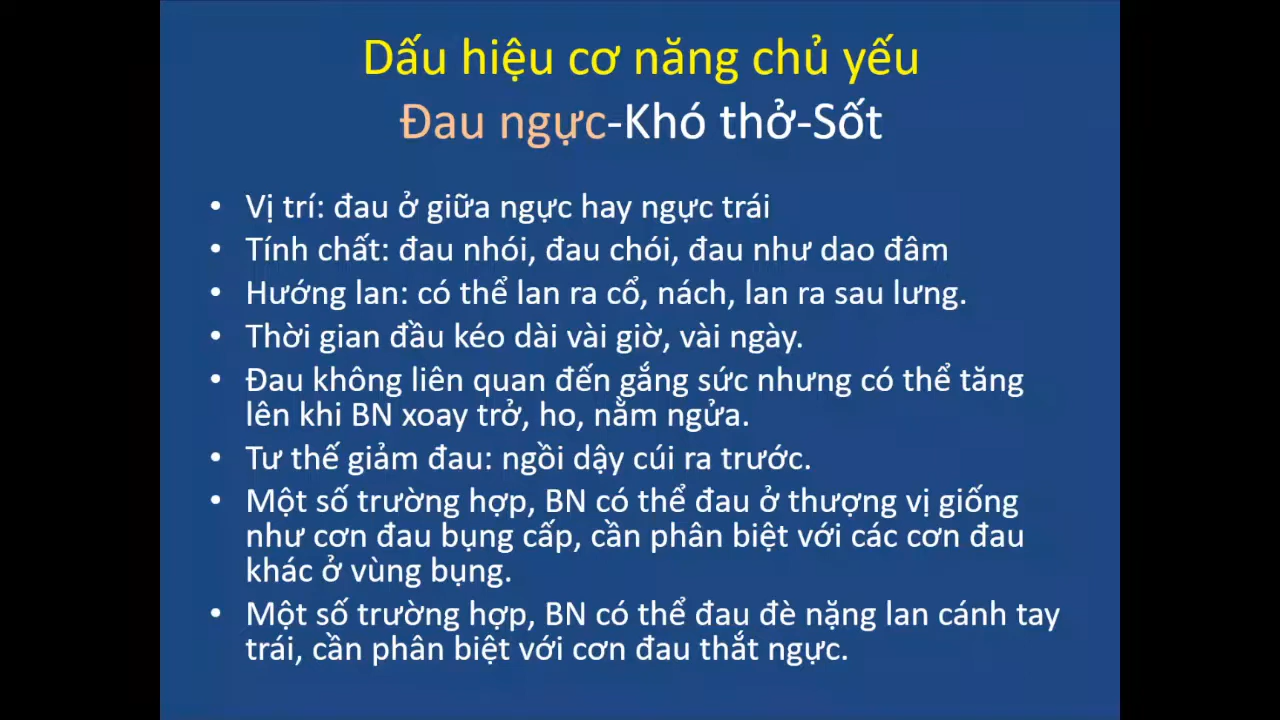 Dấu hiệu cơ năng chủ yếu
Đau ngực-Khó thở-Sốt
• Vị trí: đau ở giữa ngực hay ngực trái
• Tính chất: đau nhói, đau chói, đau như dao đâm
• Hướng lan: có thể lan ra cổ, nách, lan ra sau lưng.
• Thời gian đầu kéo dài vài giờ, vài ngày.
• Đau không liên quan đến gắng sức nhưng có thể tăng
lên khi BN xoay trở, ho, nằm ngửa.
• Tư thế giảm đau: ngồi dậy cúi ra trước.
• Một số trường hợp, BN có thể đau ở thượng vị giống
như cơn đau bụng cấp, cần phân biệt với các cơn đau
khác ở vùng bụng.
• Một số trường hợp, BN có thể đau đè nặng lan cánh tay
trái, cần phân biệt với cơn đau thắt ngực.